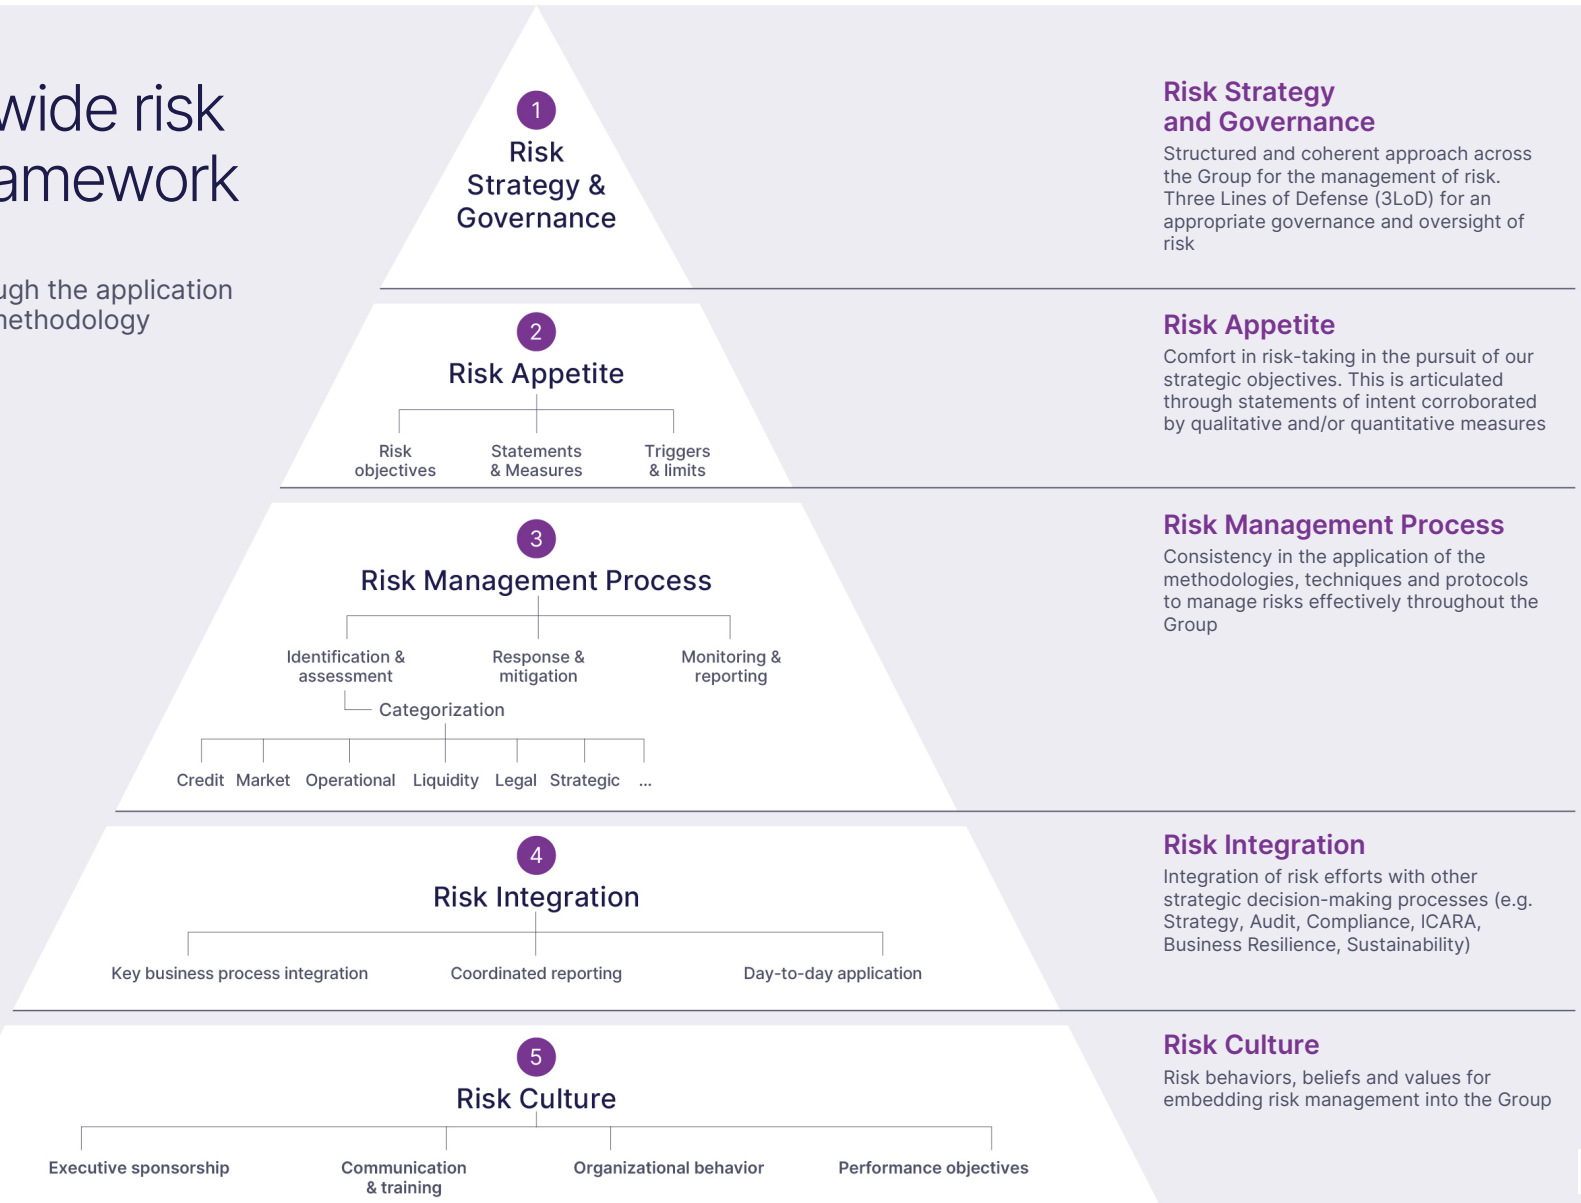 wide risk
amework
ugh the application
nethodology
1
Risk
Strategy &
Governance
Risk Strategy
and Governance
Structured and coherent approach across
the Group for the management of risk.
Three Lines of Defense (3LoD) for an
appropriate governance and oversight of
risk
2
Risk Appetite
Risk
objectives
Statements
& Measures
Triggers
& limits
Risk Appetite
Comfort in risk-taking in the pursuit of our
strategic objectives. This is articulated
through statements of intent corroborated
by qualitative and/or quantitative measures
3
Risk Management Process
Identification &
assessment
Response &
mitigation
Monitoring &
reporting
Categorization
Credit Market Operational Liquidity Legal Strategic ...
Risk Management Process
Consistency in the application of the
methodologies, techniques and protocols
to manage risks effectively throughout the
Group
4
Risk Integration
Key business process integration
Coordinated reporting
Day-to-day application
Risk Integration
Integration of risk efforts with other
strategic decision-making processes (e.g.
Strategy, Audit, Compliance, ICARA,
Business Resilience, Sustainability)
5
Risk Culture
Executive sponsorship
Communication
& training
Organizational behavior
Performance objectives
Risk Culture
Risk behaviors, beliefs and values for
embedding risk management into the Group